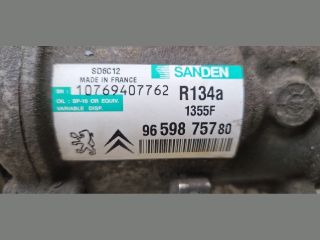 SD6C12
MADE IN FRANCE
SANDEN
SN : 10769407762
R134a
OIL : SP-10 OR EQUIV.
VARIABLE DISP.
1355F
96 598 757 80